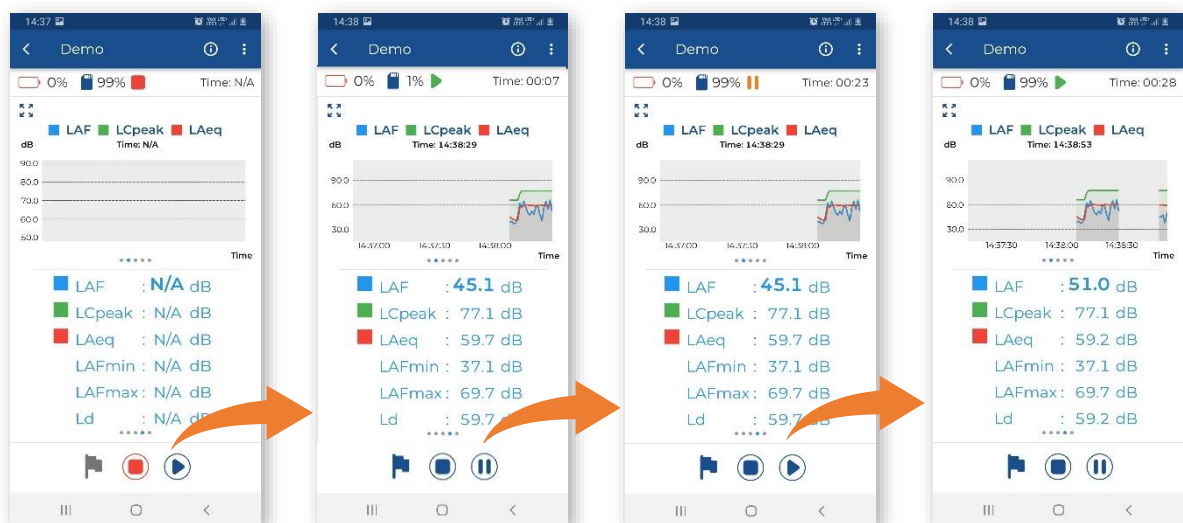 14:37
Demo
0% 99% Time: N/A
LAF LCpeak LAeq
dB Time: N/A
90.0
80.0
70.0
60.0
50.0
Time
LAF : N/A dB
LCpeak : N/A dB
LAeq : N/A dB
LAFmin : N/A dB
LAFmax : N/A dB
Ld : N/A dB
14:38
Demo
0% 1% Time: 00:07
LAF LCpeak LAeq
dB Time: 14:38:29
90.0
60.0
30.0
14:37:00 14:37:30 14:38:00
Time
LAF : 45.1 dB
LCpeak : 77.1 dB
LAeq : 59.7 dB
LAFmin : 37.1 dB
LAFmax : 69.7 dB
Ld : 59.7 dB
14:38
Demo
0% 99% Time: 00:23
LAF LCpeak LAeq
dB Time: 14:38:29
90.0
60.0
30.0
14:37:00 14:37:30 14:38:00
Time
LAF : 45.1 dB
LCpeak : 77.1 dB
LAeq : 59.7 dB
LAFmin : 37.1 dB
LAFmax : 69.7 dB
Ld : 59.7 dB
14:38
Demo
0% 99% Time: 00:28
LAF LCpeak LAeq
dB Time: 14:38:53
90.0
60.0
30.0
14:37:30 14:38:00 14:38:30
Time
LAF : 51.0 dB
LCpeak : 77.1 dB
LAeq : 59.2 dB
LAFmin : 37.1 dB
LAFmax : 69.7 dB
Ld : 59.2 dB